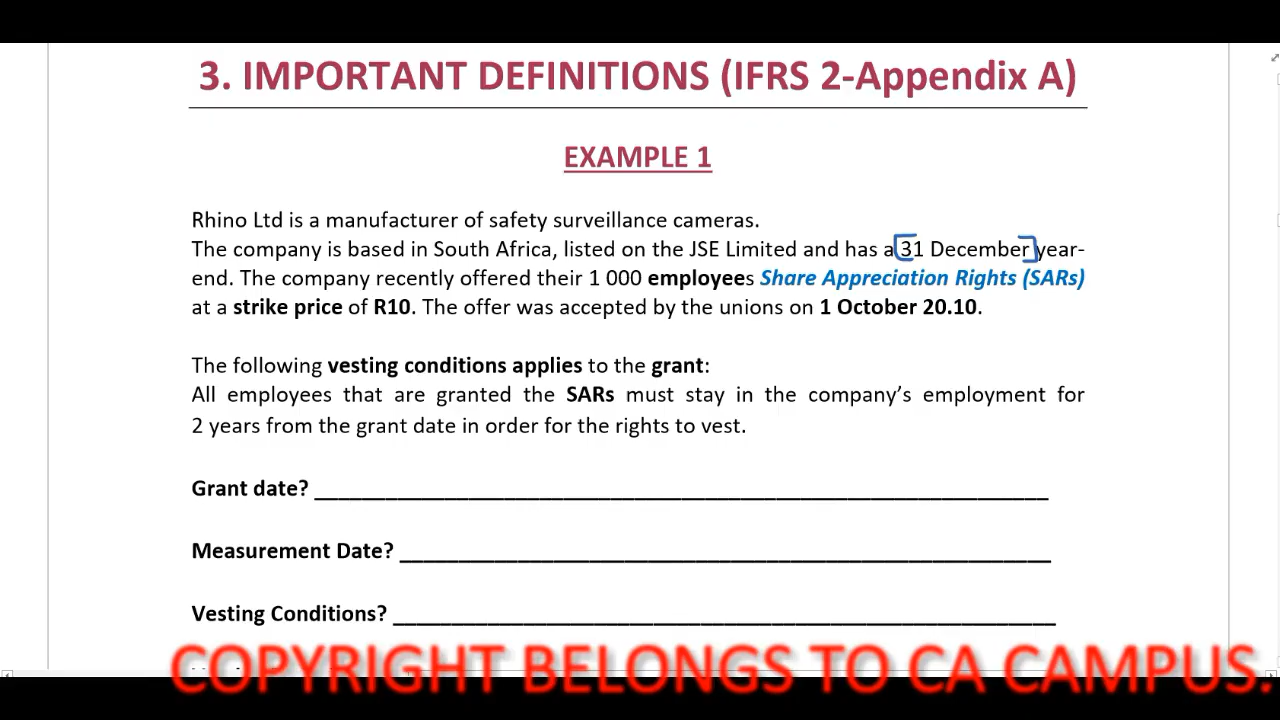 3. IMPORTANT DEFINITIONS (IFRS 2-Appendix A)
EXAMPLE 1
Rhino Ltd is a manufacturer of safety surveillance cameras.
The company is based in South Africa, listed on the JSE Limited and has a 31 December year-
end. The company recently offered their 1 000 employees Share Appreciation Rights (SARs)
at a strike price of R10. The offer was accepted by the unions on 1 October 20.10.
The following vesting conditions applies to the grant:
All employees that are granted the SARs must stay in the company's employment for
2 years from the grant date in order for the rights to vest.
Grant date? ____________________
Measurement Date? ____________________
Vesting Conditions? ____________________
COPYRIGHT BELONGS TO CA CAMPUS.